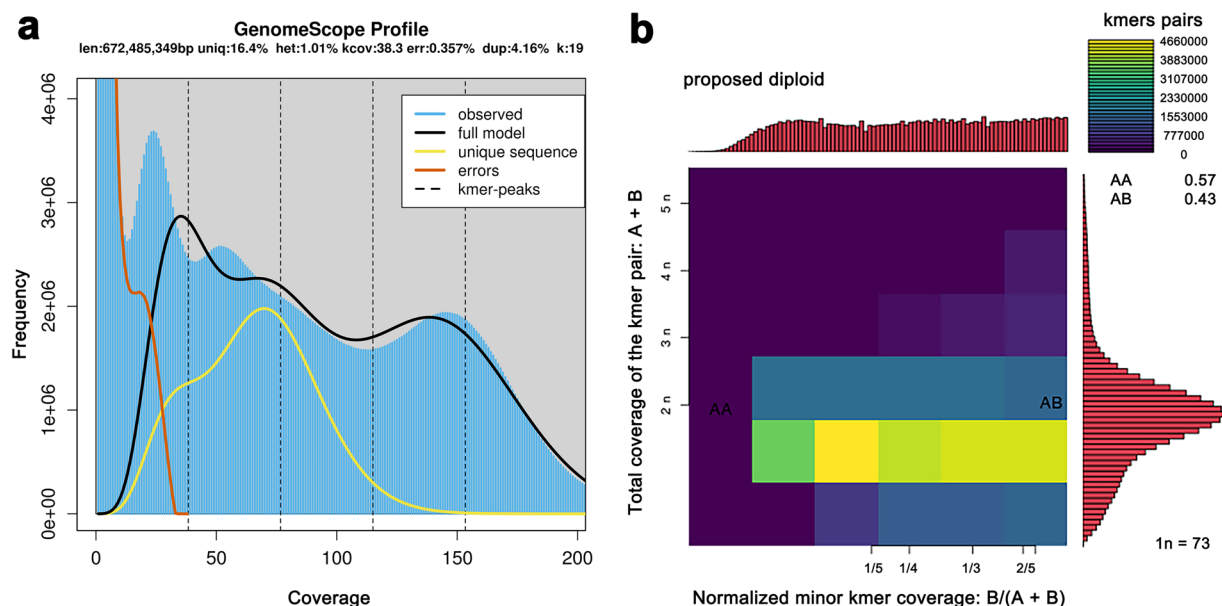 a
GenomeScope Profile
len:672,485,349bp uniq:16.4% het:1.01% kcov:38.3 err:0.357% dup:4.16% k:19
Frequency
0e+00
1e+06
2e+06
3e+06
4e+06
observed
full model
unique sequence
errors
kmer-peaks
0
50
100
150
200
Coverage
b
kmers pairs
4660000
3883000
3107000
2330000
1553000
777000
0
proposed diploid
AA 0.57
AB 0.43
Total coverage of the kmer pair: A + B
5 n
4 n
3 n
2 n
AA
AB
1n = 73
1/5
1/4
1/3
2/5
Normalized minor kmer coverage: B/(A + B)